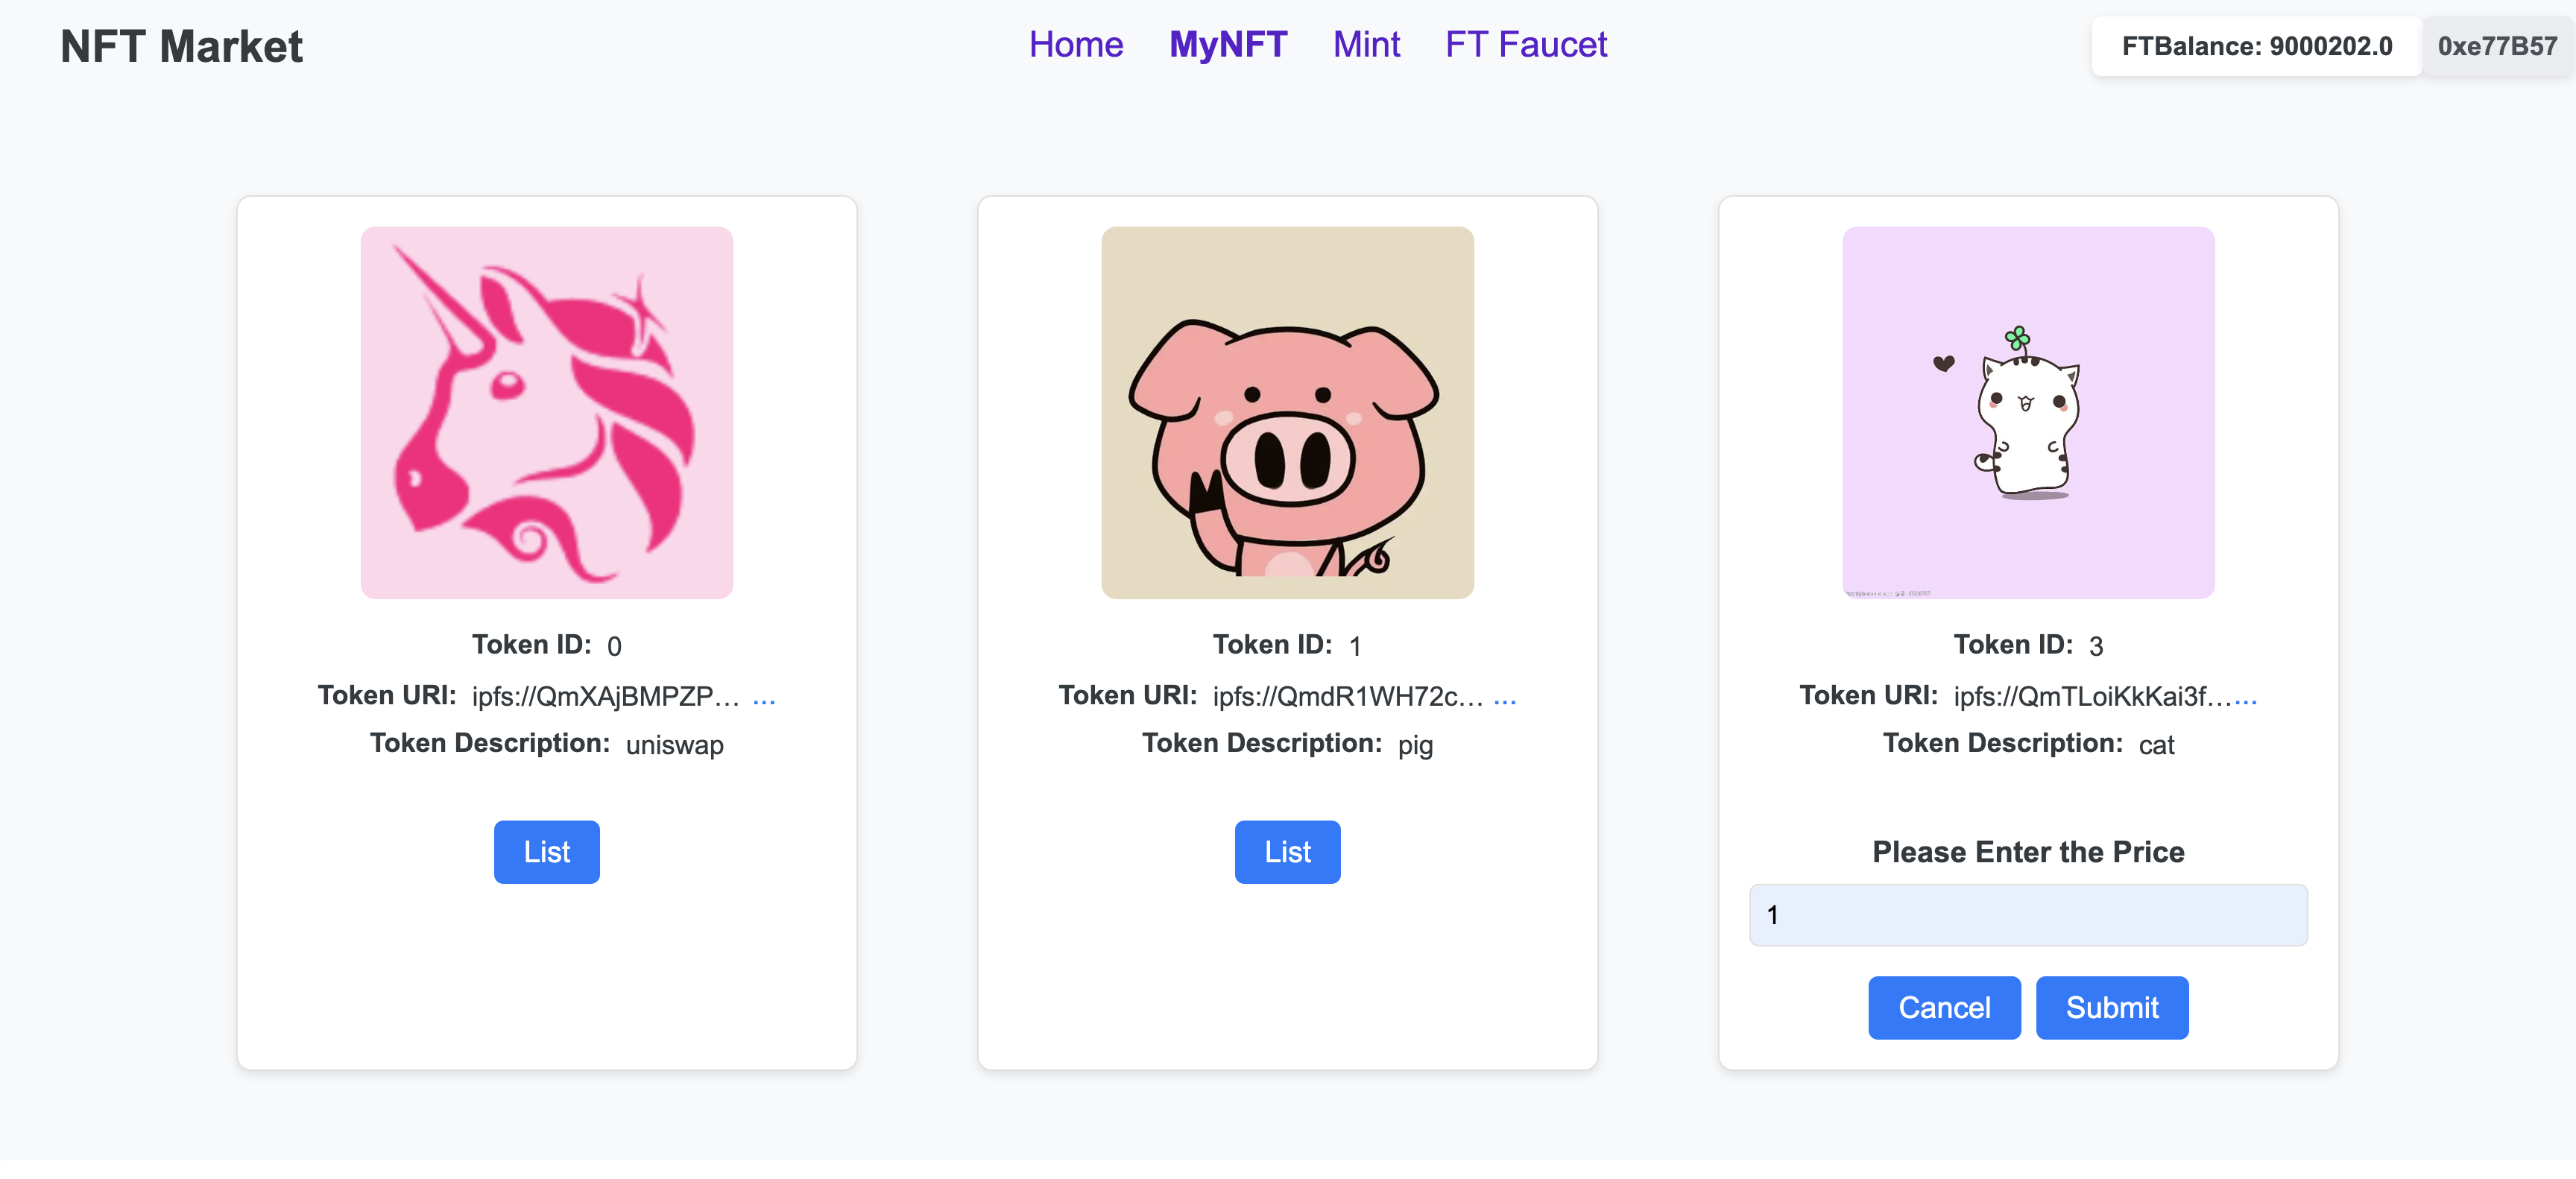 NFT Market
Home MyNFT Mint FT Faucet
FTBalance: 9000202.0 0xe77B57
Token ID: 0
Token URI: ipfs://QmXAjBMPZP... ...
Token Description: uniswap
List
Token ID: 1
Token URI: ipfs://QmdR1WH72c... ...
Token Description: pig
List
Token ID: 3
Token URI: ipfs://QmTLoiKkKai3f... ...
Token Description: cat
Please Enter the Price
1
Cancel Submit